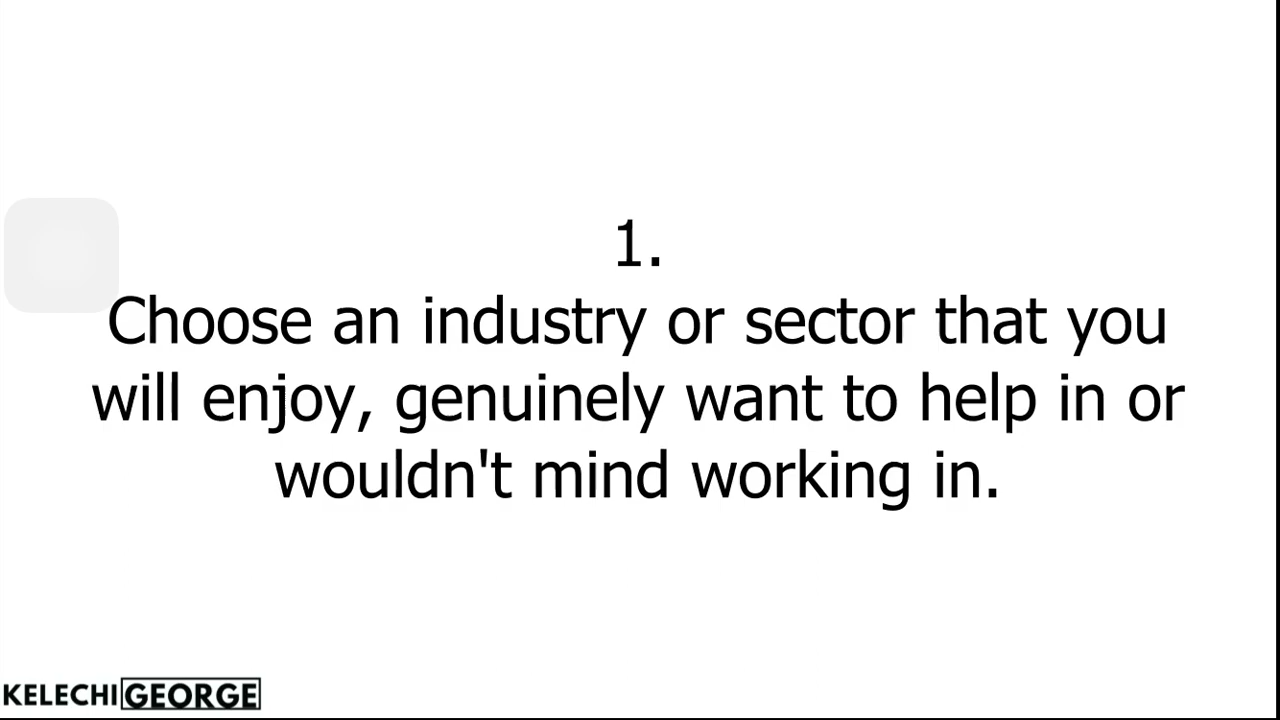 1.
Choose an industry or sector that you
will enjoy, genuinely want to help in or
wouldn't mind working in.
KELECHI GEORGE